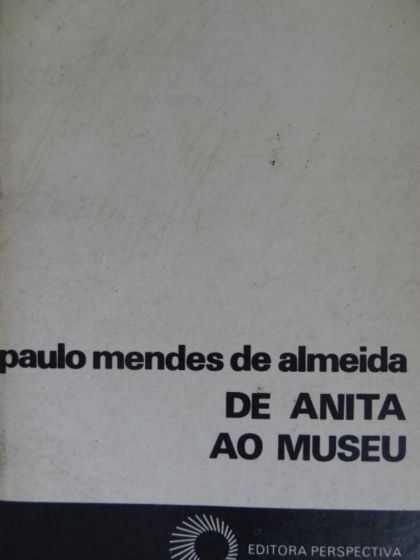 paulo mendes de almeida
DE ANITA
AO MUSEU
EDITORA PERSPECTIVA